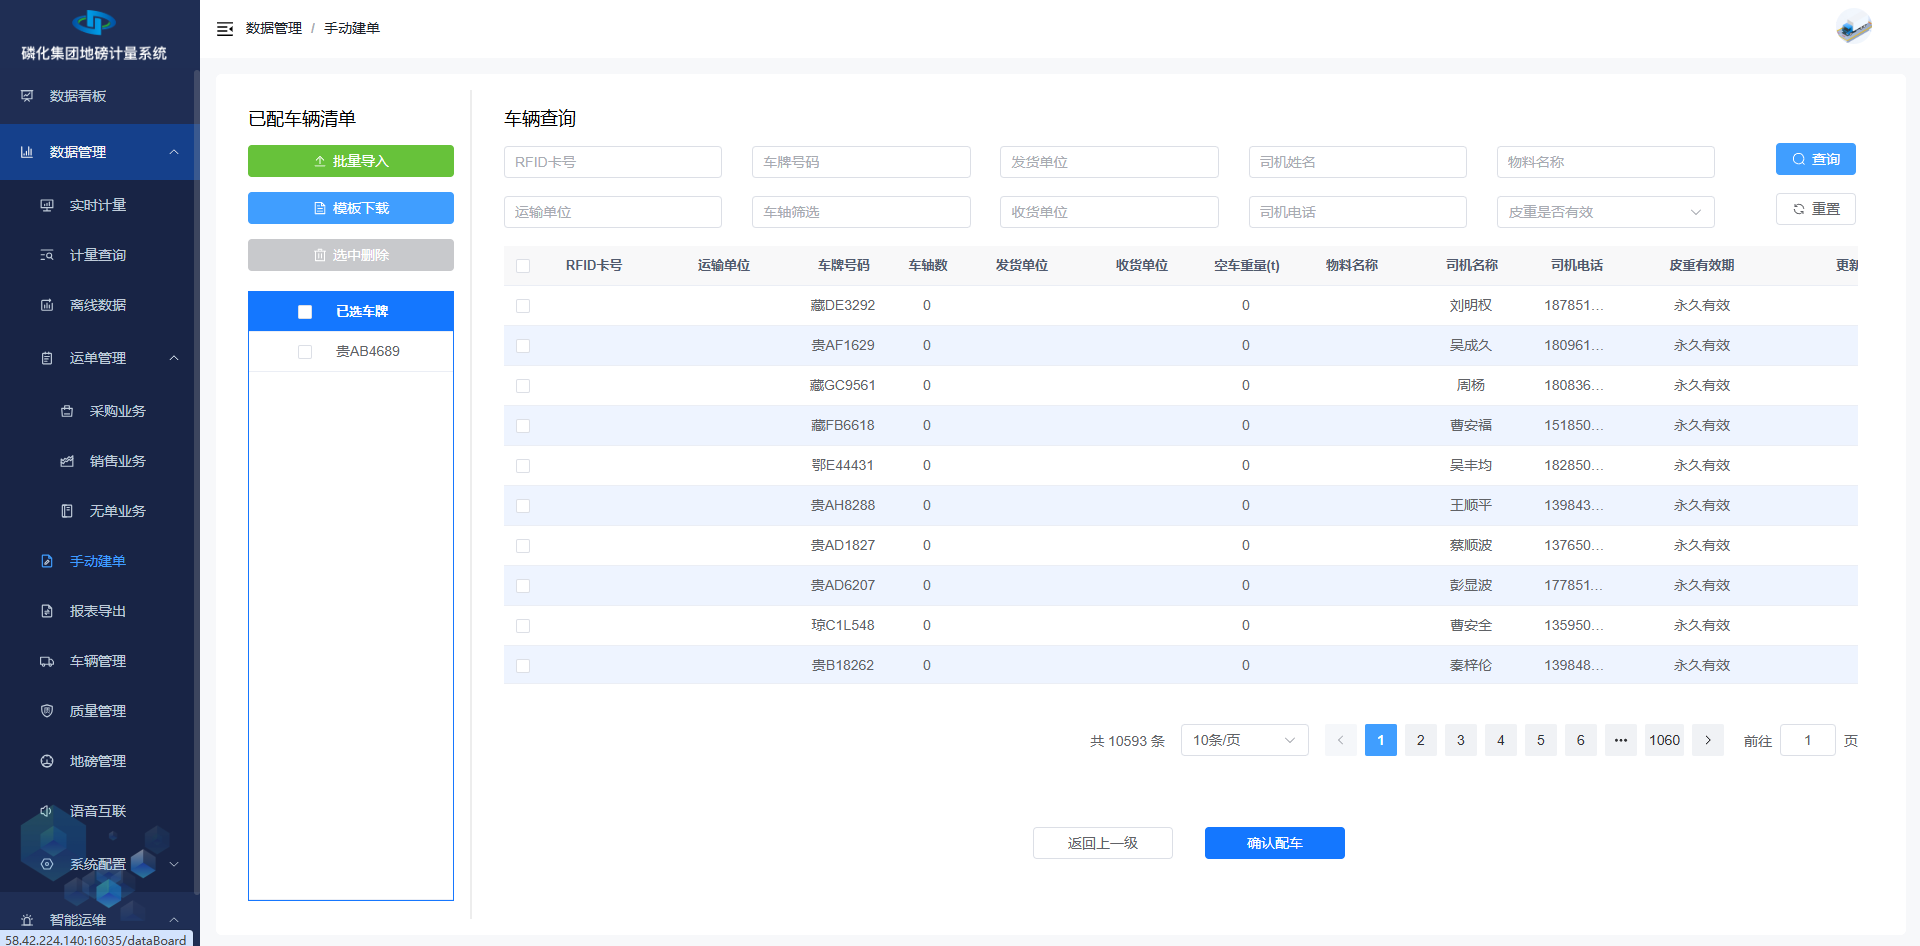 磷化集团地磅计量系统
数据看板
数据管理
实时计量
计量查询
离线数据
运单管理
采购业务
销售业务
无单业务
手动建单
报表导出
车辆管理
质量管理
地磅管理
语音互联
系统配置
智能运维
58.42.224.140:16035/dataBoard
数据管理 / 手动建单
已配车辆清单
批量导入
模板下载
选中删除
已选车牌
贵AB4689
车辆查询
RFID卡号 车牌号码 发货单位 司机姓名 物料名称 查询
运输单位 车轴筛选 收货单位 司机电话 皮重是否有效 重置
RFID卡号 运输单位 车牌号码 车轴数 发货单位 收货单位 空车重量(t) 物料名称 司机名称 司机电话 皮重有效期 更新
藏DE3292 0 0 刘明权 187851... 永久有效
贵AF1629 0 0 吴成久 180961... 永久有效
藏GC9561 0 0 周杨 180836... 永久有效
藏FB6618 0 0 曹安福 151850... 永久有效
鄂E44431 0 0 吴丰均 182850... 永久有效
贵AH8288 0 0 王顺平 139843... 永久有效
贵AD1827 0 0 蔡顺波 137650... 永久有效
贵AD6207 0 0 彭显波 177851... 永久有效
琼C1L548 0 0 曹安全 135950... 永久有效
贵B18262 0 0 秦梓伦 139848... 永久有效
共 10593 条 10条/页 1 2 3 4 5 6 ••• 1060 前往 1 页
返回上一级 确认配车